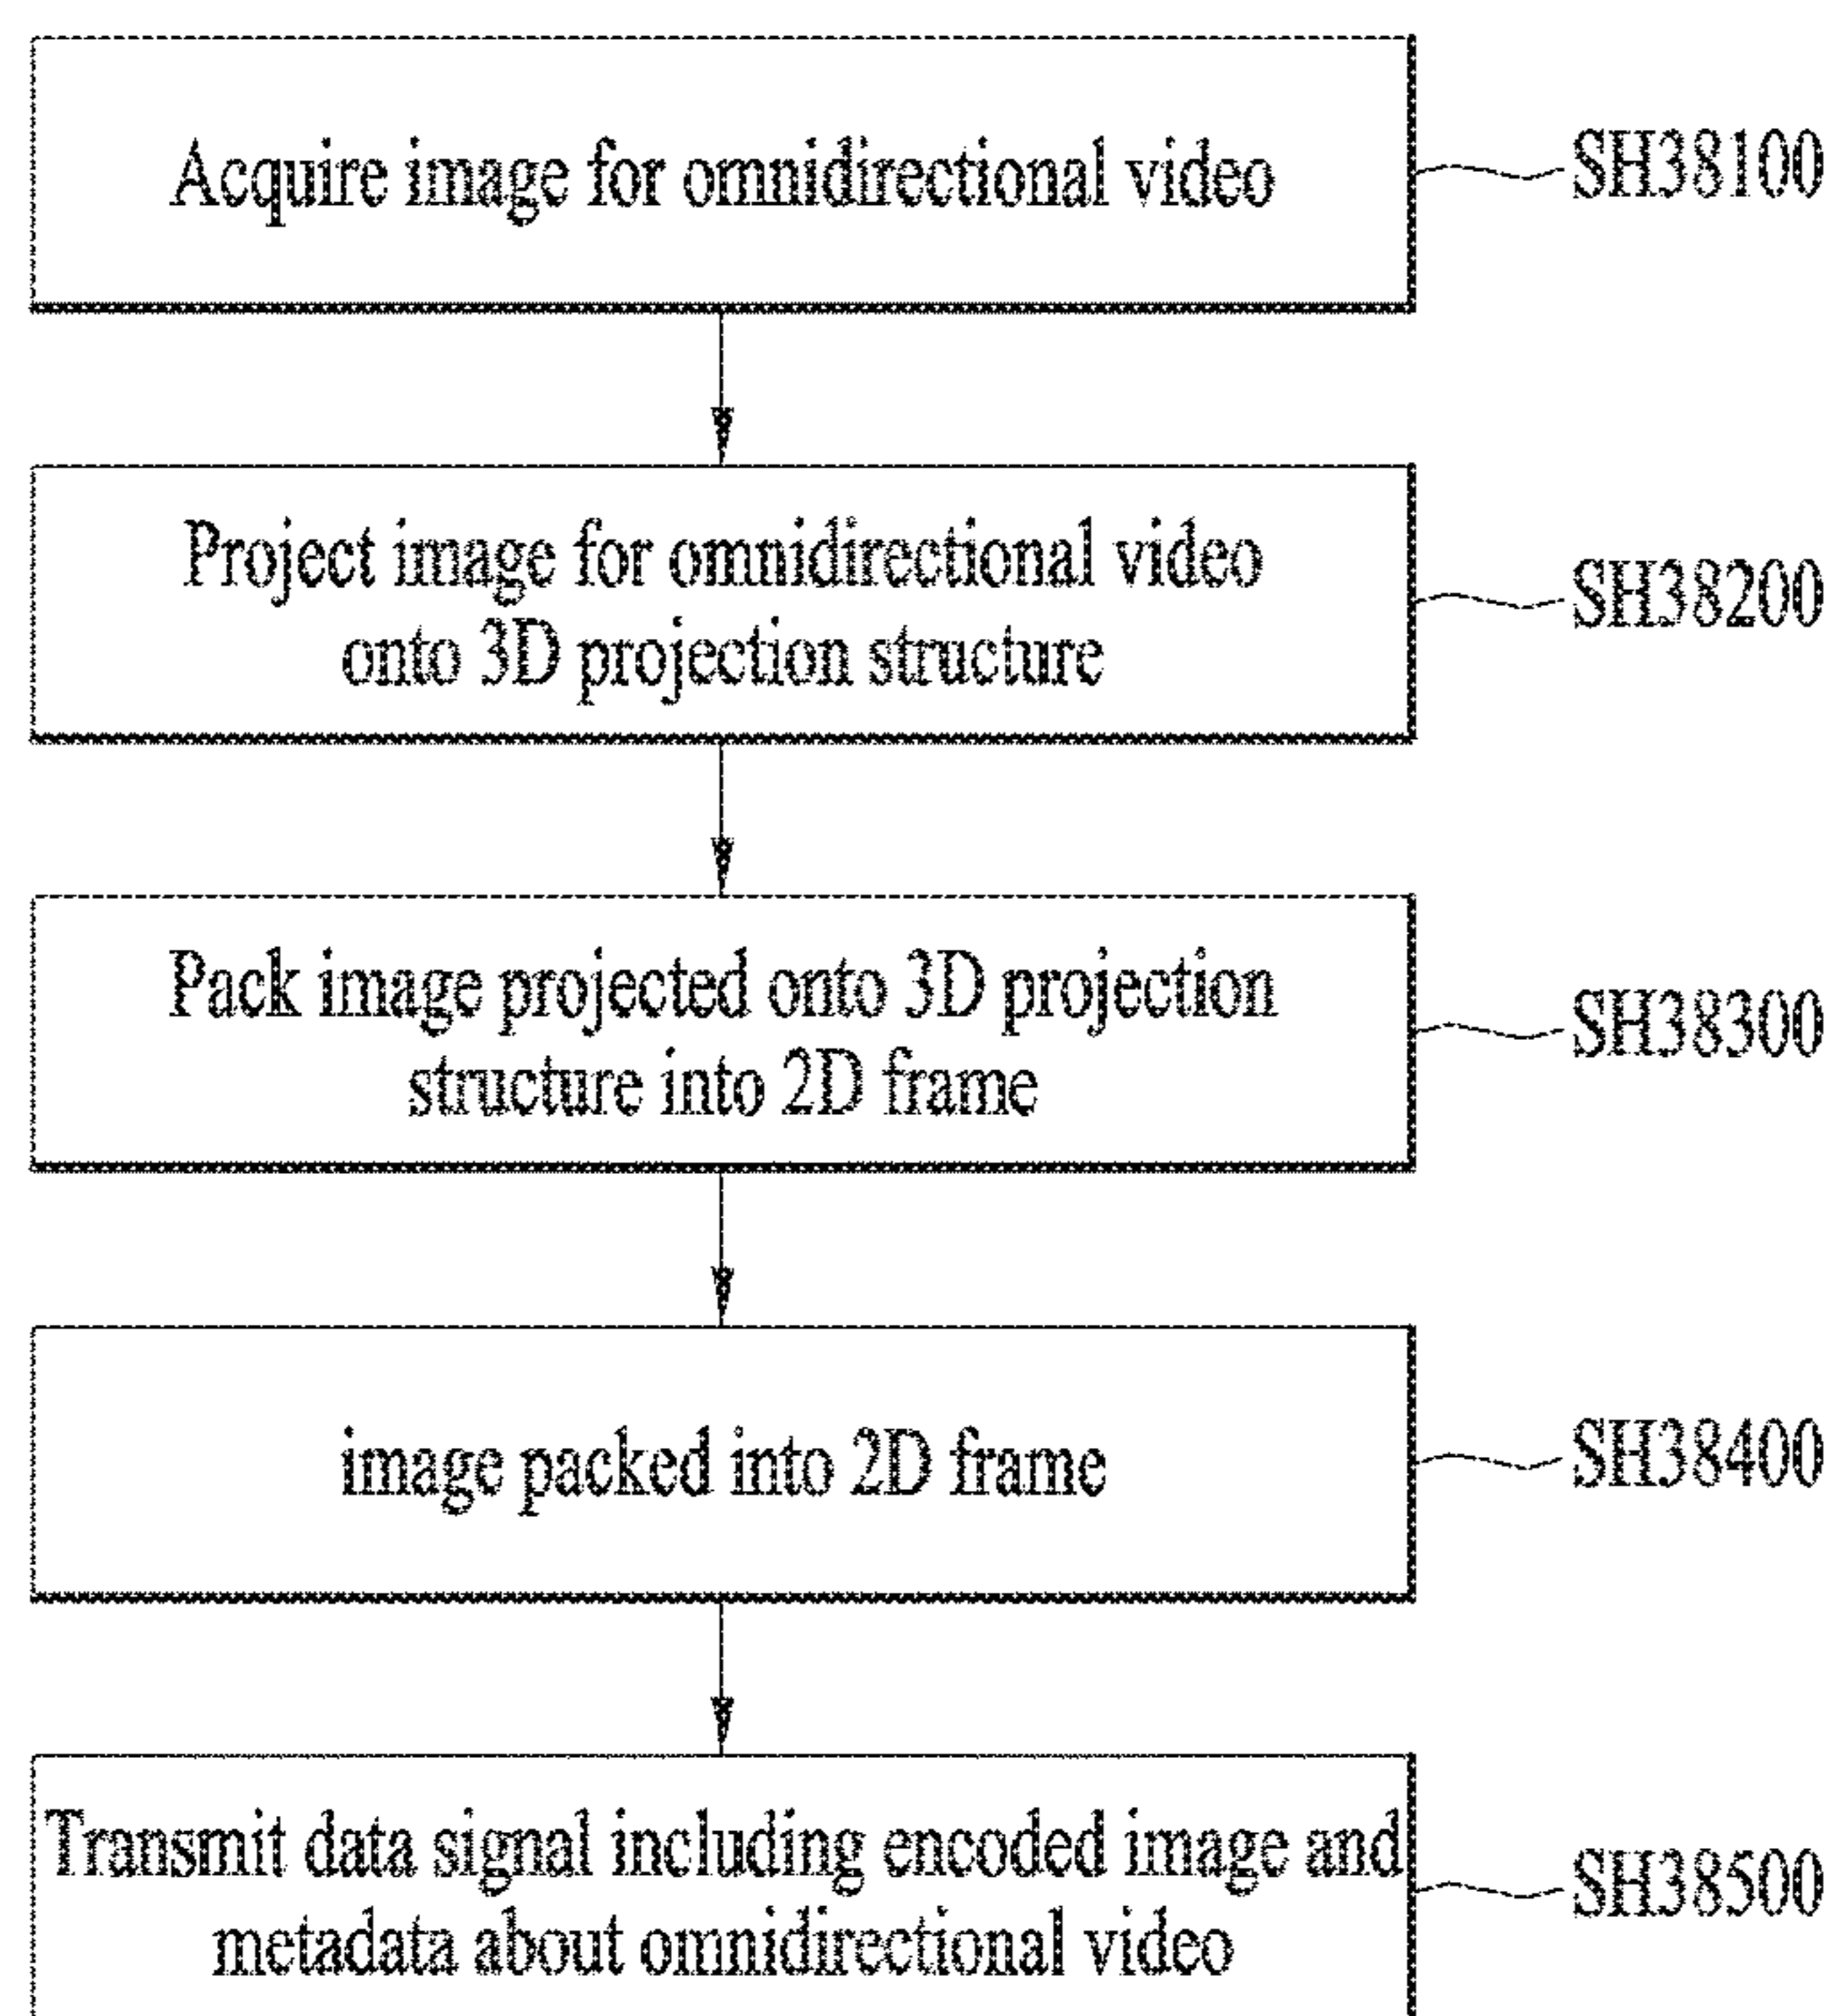 Acquire image for omnidirectional video
SH38100
Project image for omnidirectional video
onto 3D projection structure
SH38200
Pack image projected onto 3D projection
structure into 2D frame
SH38300
image packed into 2D frame
SH38400
Transmit data signal including encoded image and
metadata about omnidirectional video
SH38500